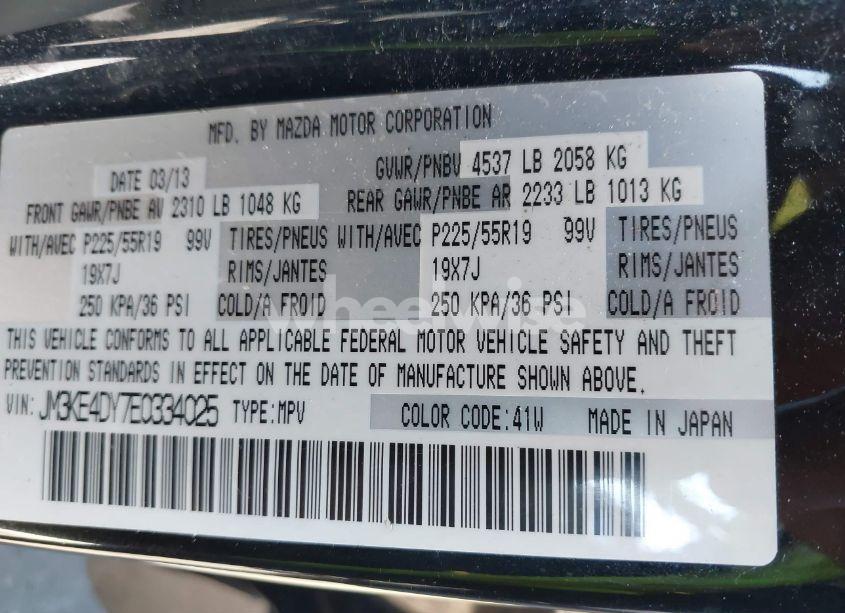 MFD. BY MAZDA MOTOR CORPORATION
DATE 03/13 GVWR/PNBV 4537 LB 2058 KG
FRONT GAWR/PNBE AV 2310 LB 1048 KG REAR GAWR/PNBE AR 2233 LB 1013 KG
WITH/AVEC P225/55R19 99V TIRES/PNEUS WITH/AVEC P225/55R19 99V TIRES/PNEUS
19X7J RIMS/JANTES 19X7J RIMS/JANTES
250 KPA/36 PSI COLD/A FROID 250 KPA/36 PSI COLD/A FROID
wheelwise
THIS VEHICLE CONFORMS TO ALL APPLICABLE FEDERAL MOTOR VEHICLE SAFETY AND THEFT
PREVENTION STANDARDS IN EFFECT ON THE DATE OF MANUFACTURE SHOWN ABOVE.
VIN: JM3KE4DY7E0334025 TYPE:MPV COLOR CODE:41W MADE IN JAPAN